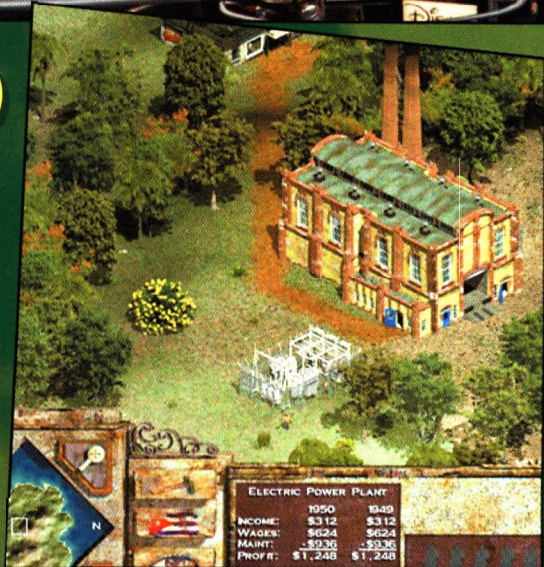 N
ELECTRIC POWER PLANT
1950 1949
INCOME: $312 $312
WAGES: $624 $624
MAINT: -$936 -$936
PROFIT: $1,248 $1,248